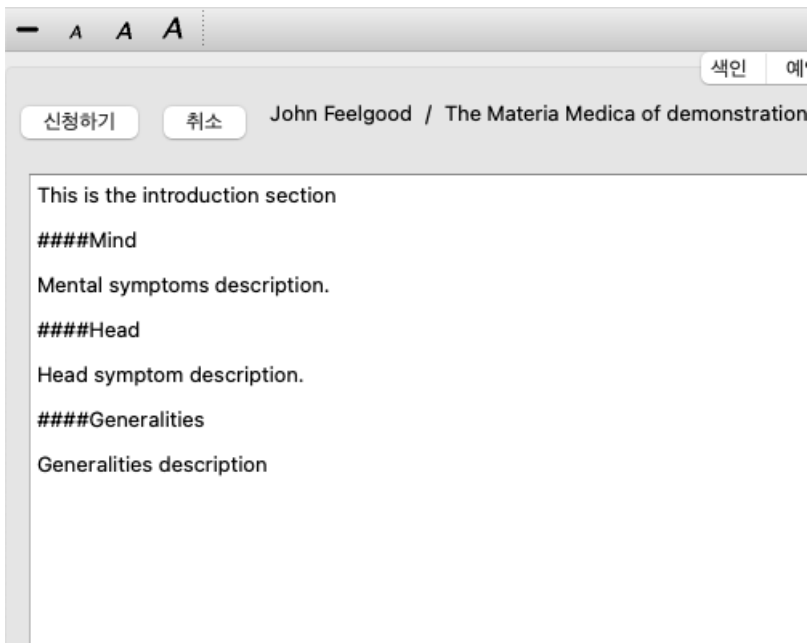 A A A
색인
신청하기 취소 John Feelgood / The Materia Medica of demonstration
This is the introduction section
####Mind
Mental symptoms description.
####Head
Head symptom description.
####Generalities
Generalities description